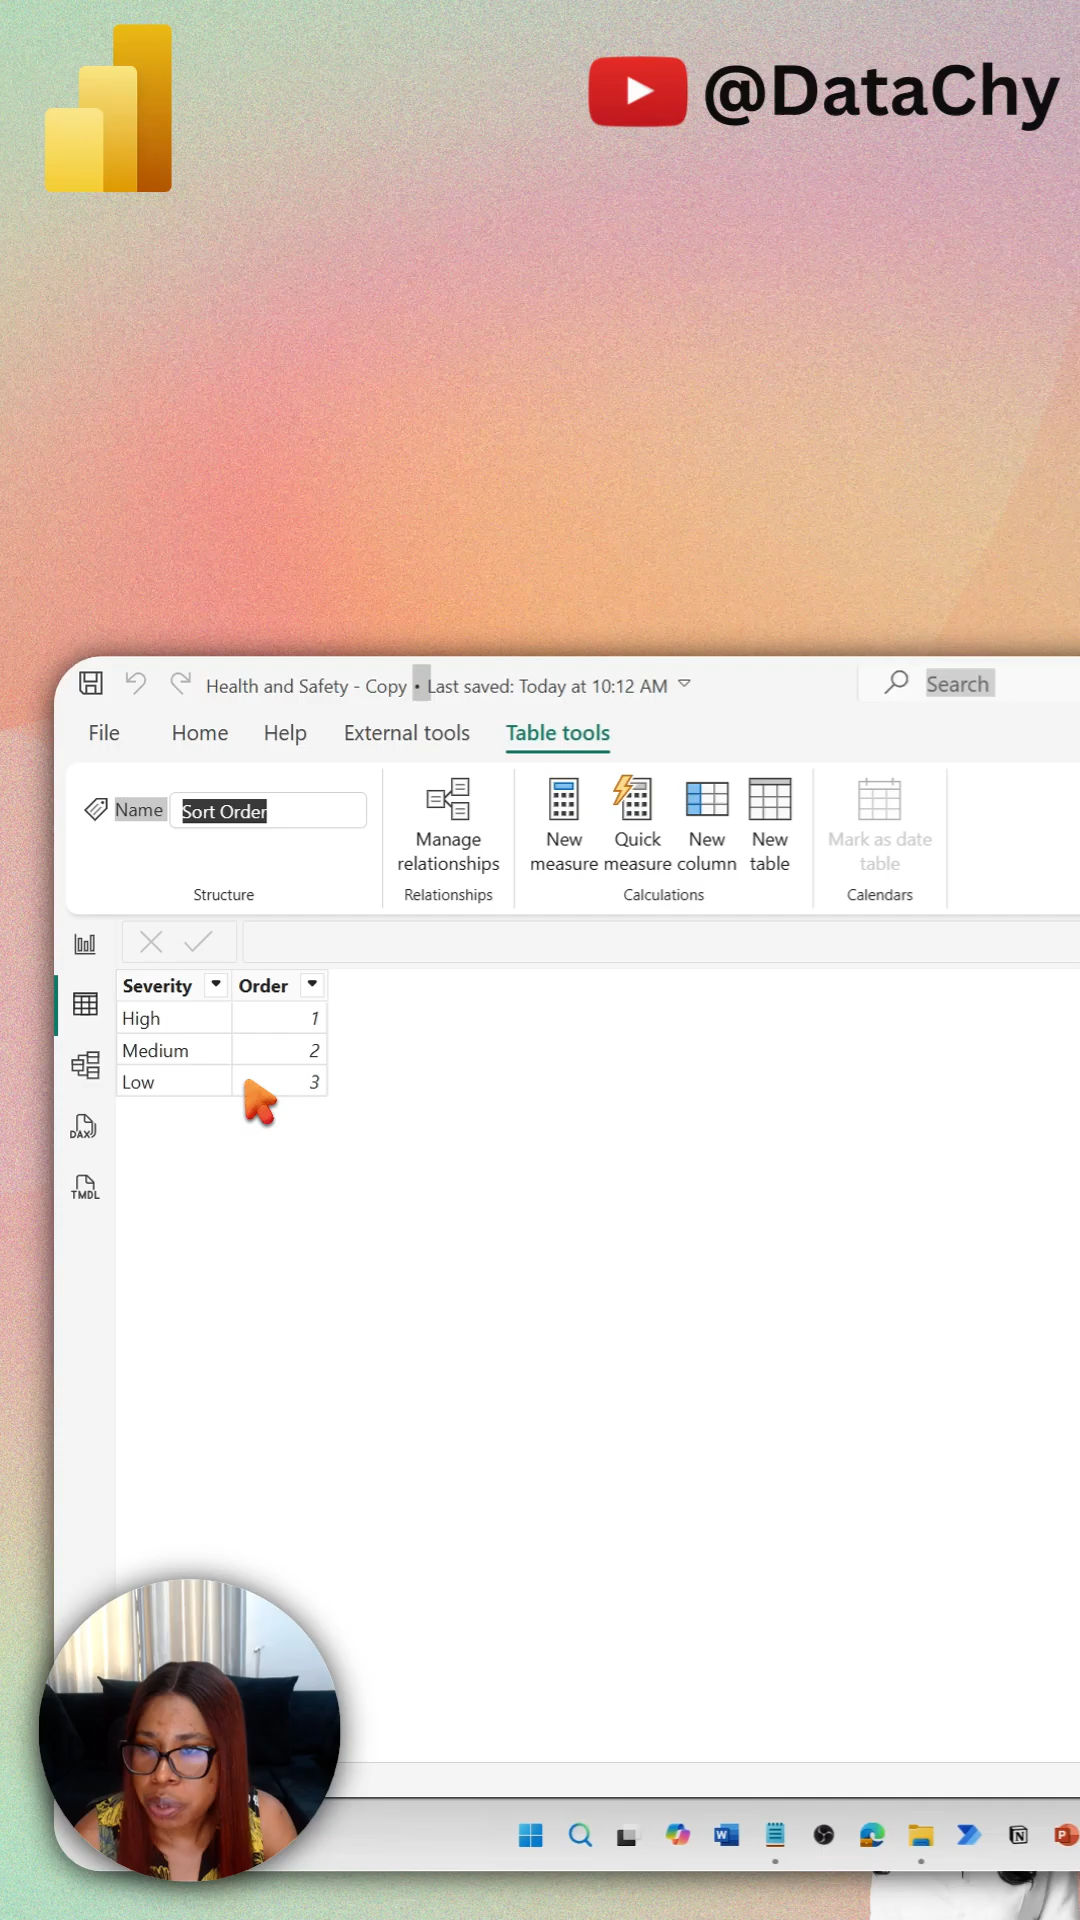 @DataChy
Health and Safety - Copy • Last saved: Today at 10:12 AM
Search
File
Home
Help
External tools
Table tools
Name
Sort Order
Structure
Manage
relationships
Relationships
New
measure
Quick
measure
New
column
New
table
Calculations
Mark as date
table
Calendars
Severity
Order
High
1
Medium
2
Low
3
DAX
TMDL
W
N
P